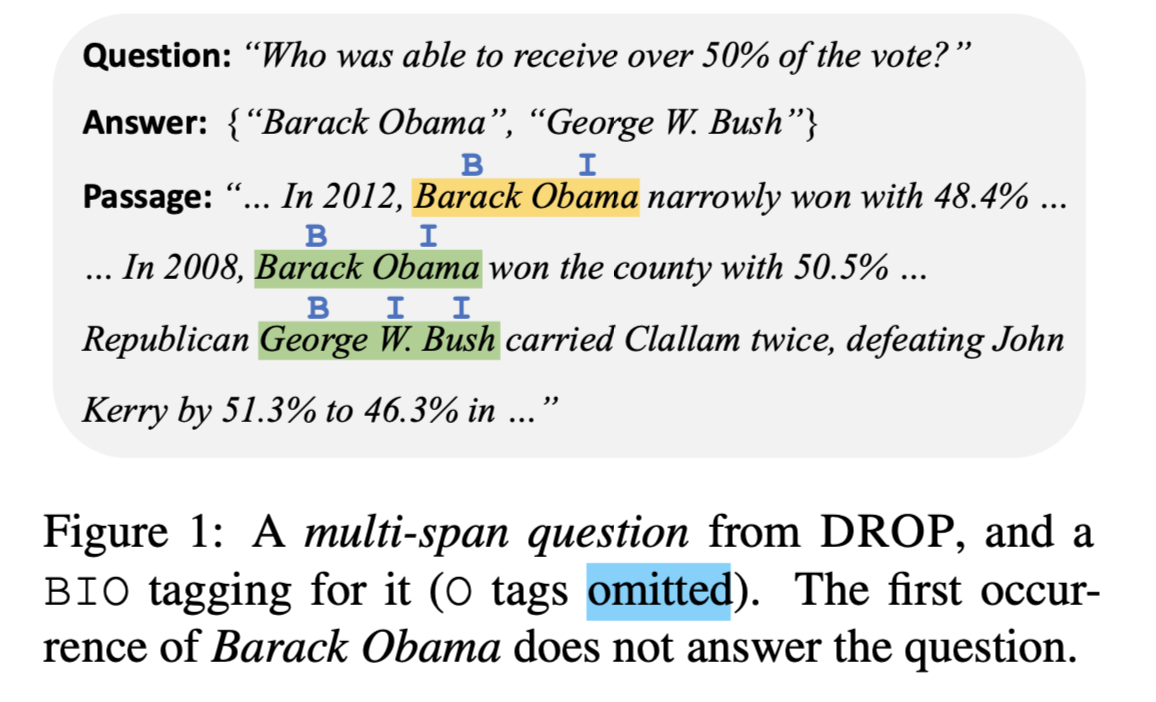 Question: “Who was able to receive over 50% of the vote?”
Answer: {“Barack Obama”, “George W. Bush”}
B I
Passage: “... In 2012, Barack Obama narrowly won with 48.4% ...
B I
... In 2008, Barack Obama won the county with 50.5% ...
B I I
Republican George W. Bush carried Clallam twice, defeating John
Kerry by 51.3% to 46.3% in ...”
Figure 1: A multi-span question from DROP, and a
BIO tagging for it (O tags omitted). The first occur-
rence of Barack Obama does not answer the question.